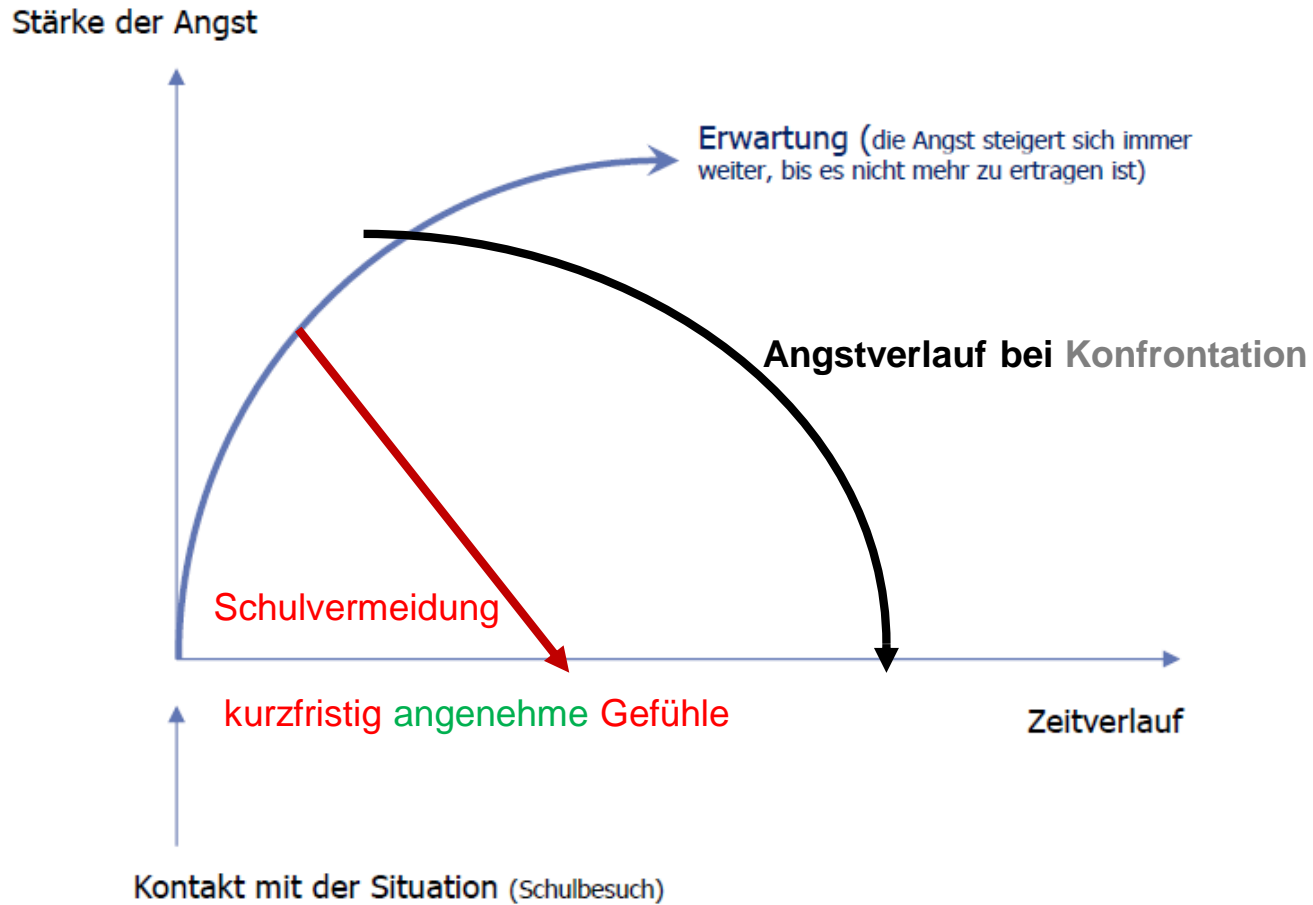 Stärke der Angst
Erwartung (die Angst steigert sich immer
weiter, bis es nicht mehr zu ertragen ist)
Angstverlauf bei Konfrontation
Schulvermeidung
kurzfristig angenehme Gefühle
Zeitverlauf
Kontakt mit der Situation (Schulbesuch)